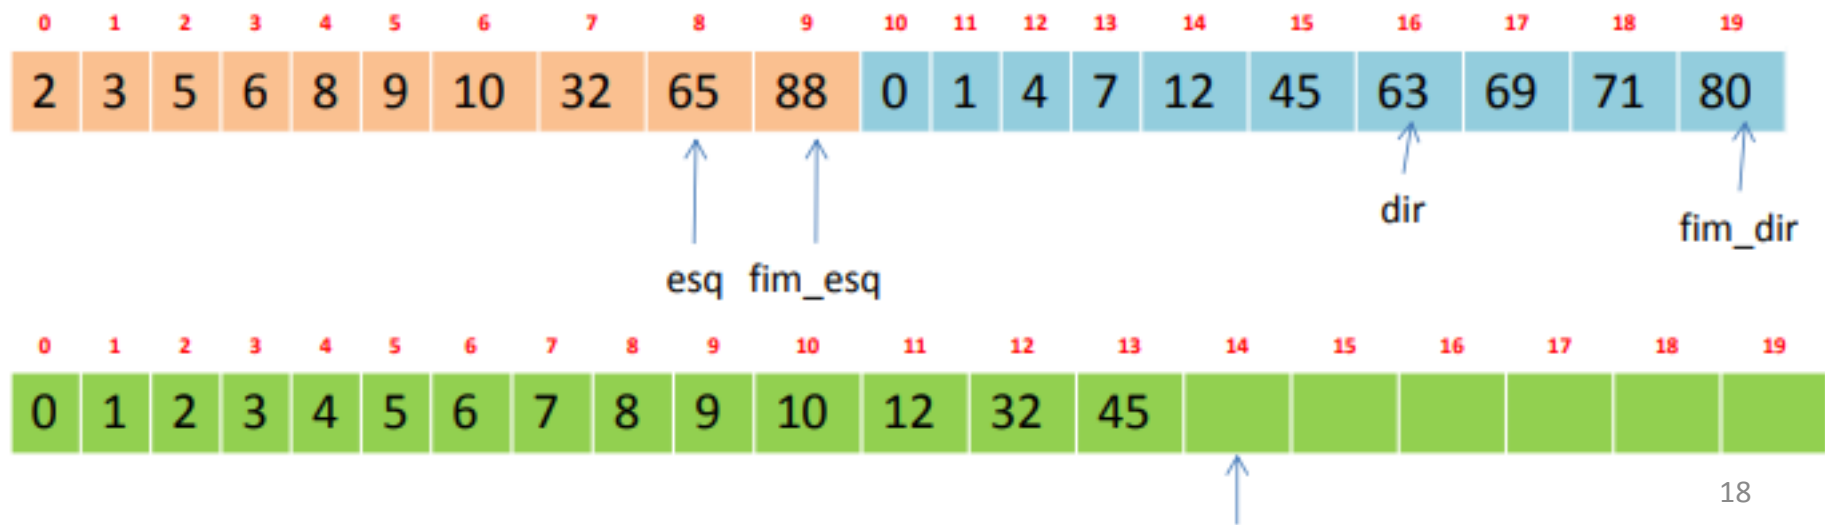 0 1 2 3 4 5 6 7 8 9 10 11 12 13 14 15 16 17 18 19
2 3 5 6 8 9 10 32 65 88 0 1 4 7 12 45 63 69 71 80
dir
fim_dir
esq fim_esq
0 1 2 3 4 5 6 7 8 9 10 11 12 13 14 15 16 17 18 19
0 1 2 3 4 5 6 7 8 9 10 12 32 45
18